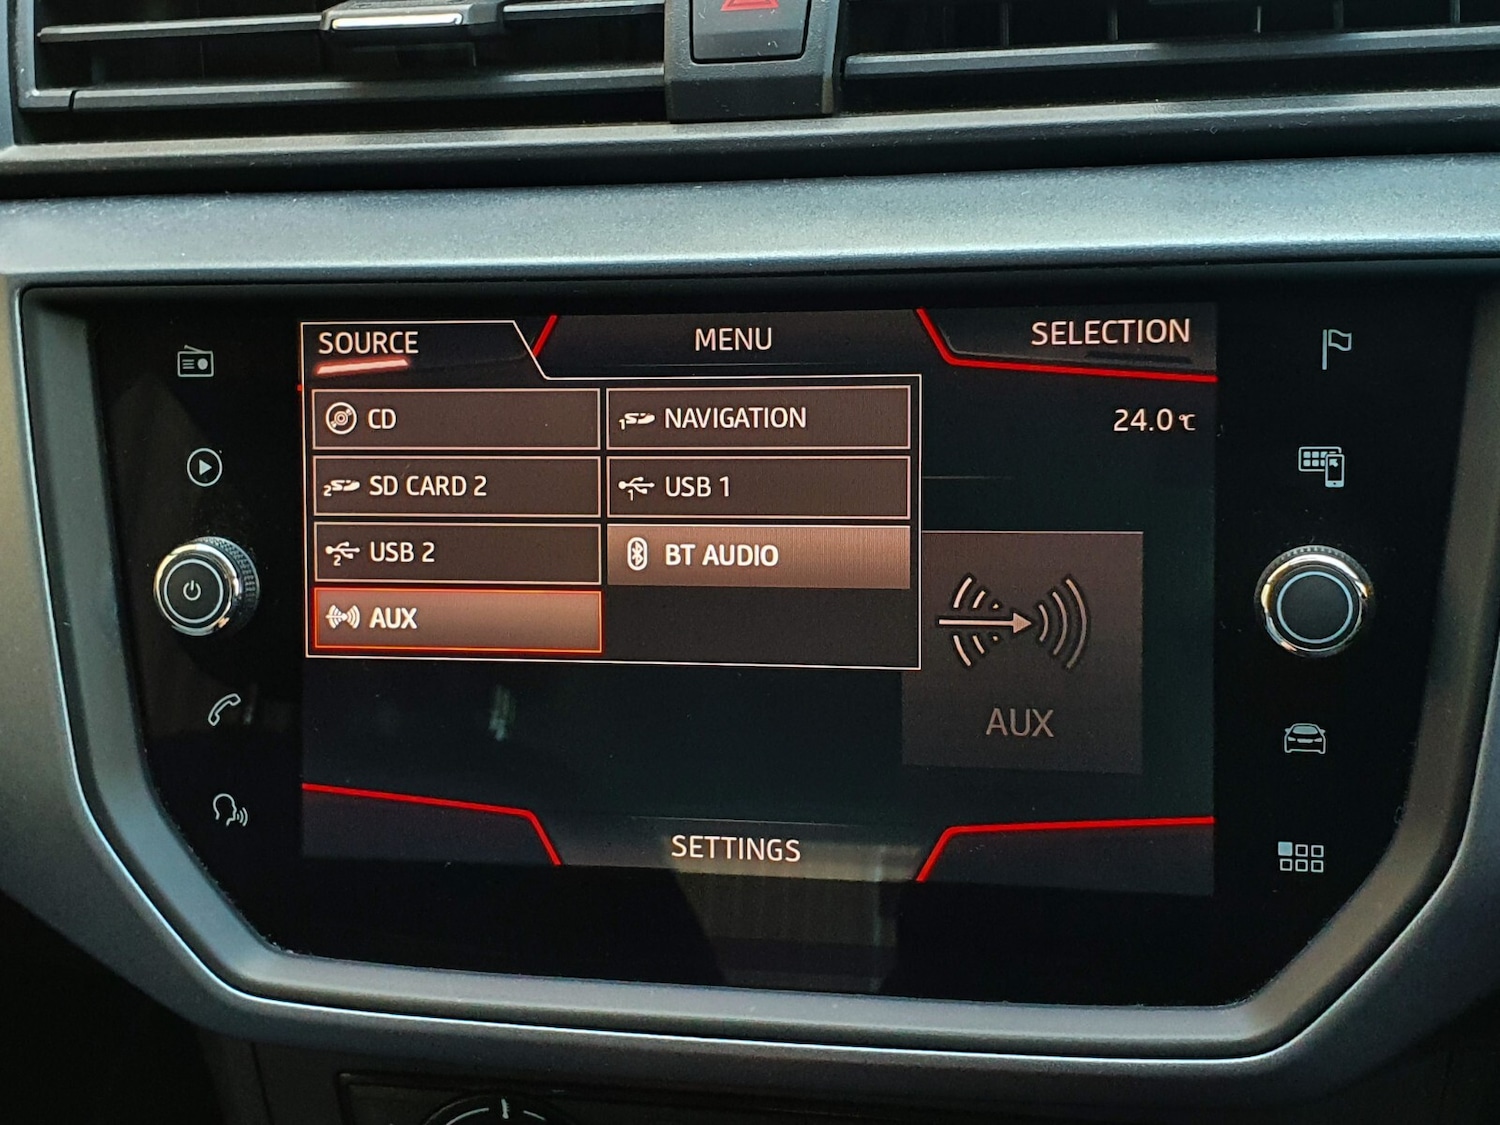 SOURCE MENU SELECTION
CD NAVIGATION 24.0 °C
SD CARD 2 USB 1
USB 2 BT AUDIO
AUX
AUX
SETTINGS